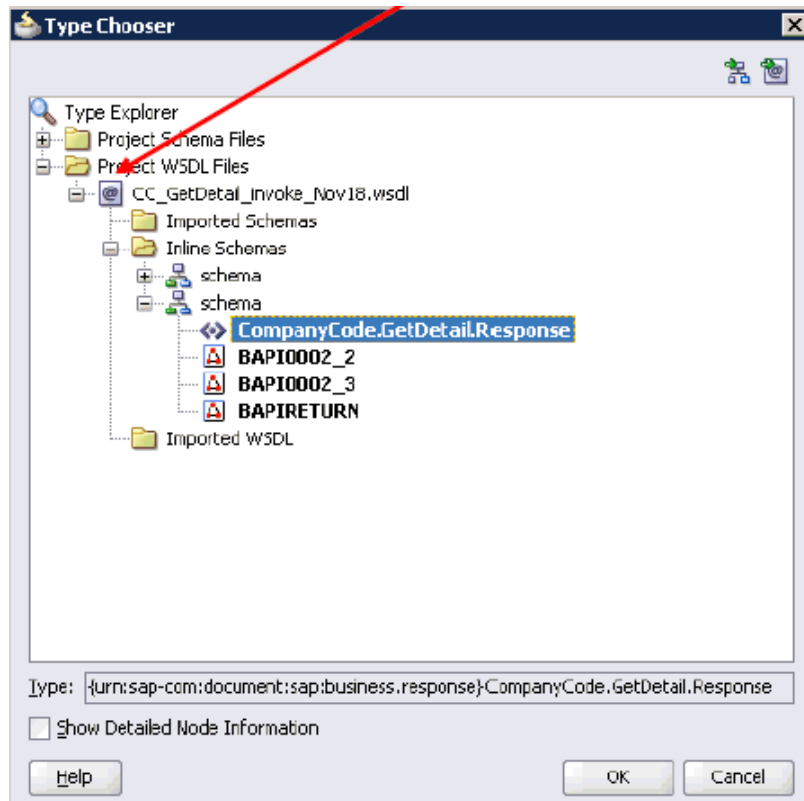 Type Chooser
Type Explorer
Project Schema Files
Project WSDL Files
CC_GetDetail_invoke_Nov18.wsdl
Imported Schemas
Inline Schemas
schema
schema
CompanyCode.GetDetail.Response
BAPI0002_2
BAPI0002_3
BAPIRETURN
Imported WSDL
Type: {urn:sap-com:document:sap:business.response}CompanyCode.GetDetail.Response
Show Detailed Node Information
Help OK Cancel